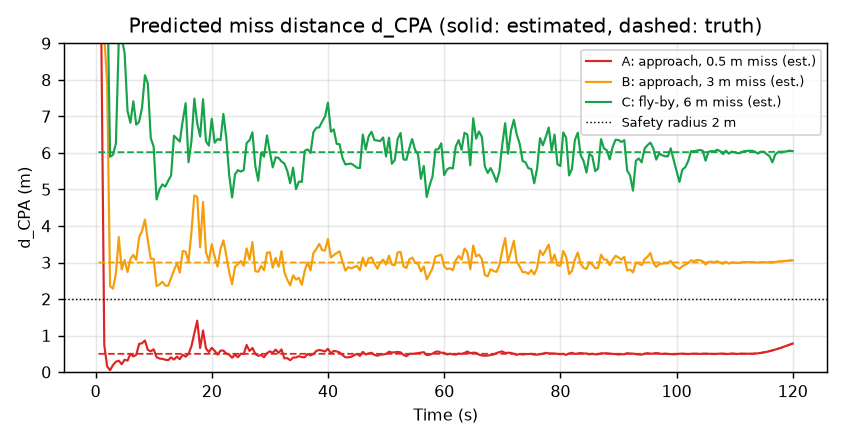 Predicted miss distance d_CPA (solid: estimated, dashed: truth)
9
8
7
6
5
4
3
2
1
0
d_CPA (m)
A: approach, 0.5 m miss (est.)
B: approach, 3 m miss (est.)
C: fly-by, 6 m miss (est.)
Safety radius 2 m
0
20
40
60
80
100
120
Time (s)